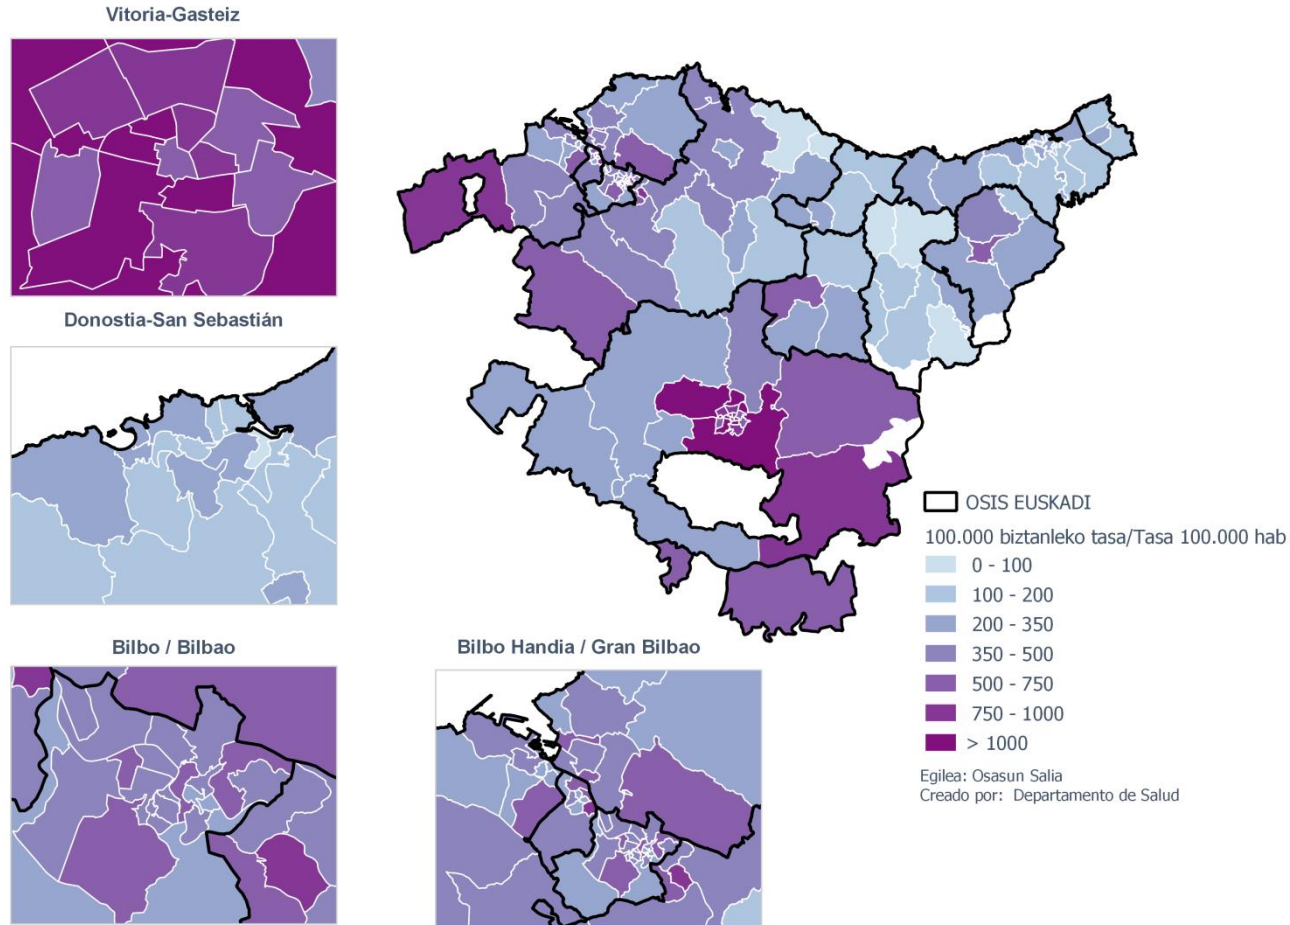 Vitoria-Gasteiz
Donostia-San Sebastián
Bilbo / Bilbao
Bilbo Handia / Gran Bilbao
OSIS EUSKADI
100.000 biztanleko tasa/Tasa 100.000 hab
0 - 100
100 - 200
200 - 350
350 - 500
500 - 750
750 - 1000
> 1000
Egilea: Osasun Salia
Creado por:  Departamento de Salud